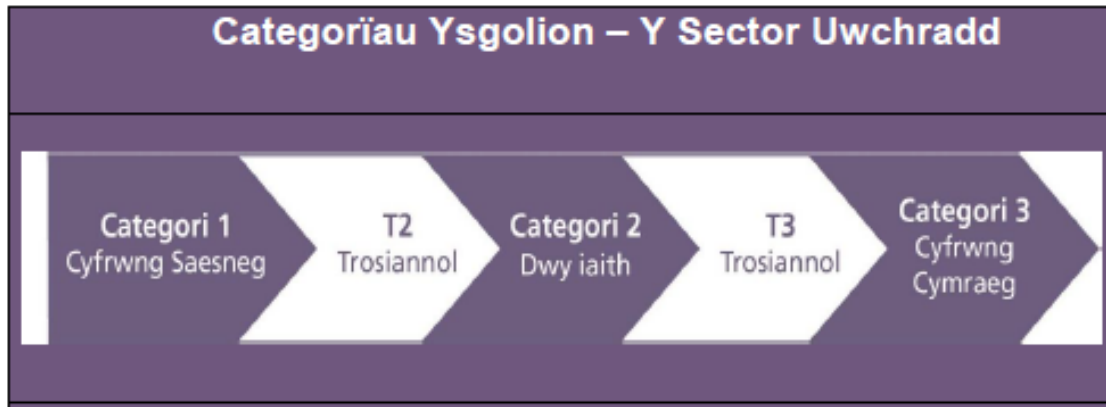 Categorïau Ysgolion – Y Sector Uwchradd
Categori 1
Cyfrwng Saesneg
T2
Trosiannol
Categori 2
Dwy iaith
T3
Trosiannol
Categori 3
Cyfrwng
Cymraeg